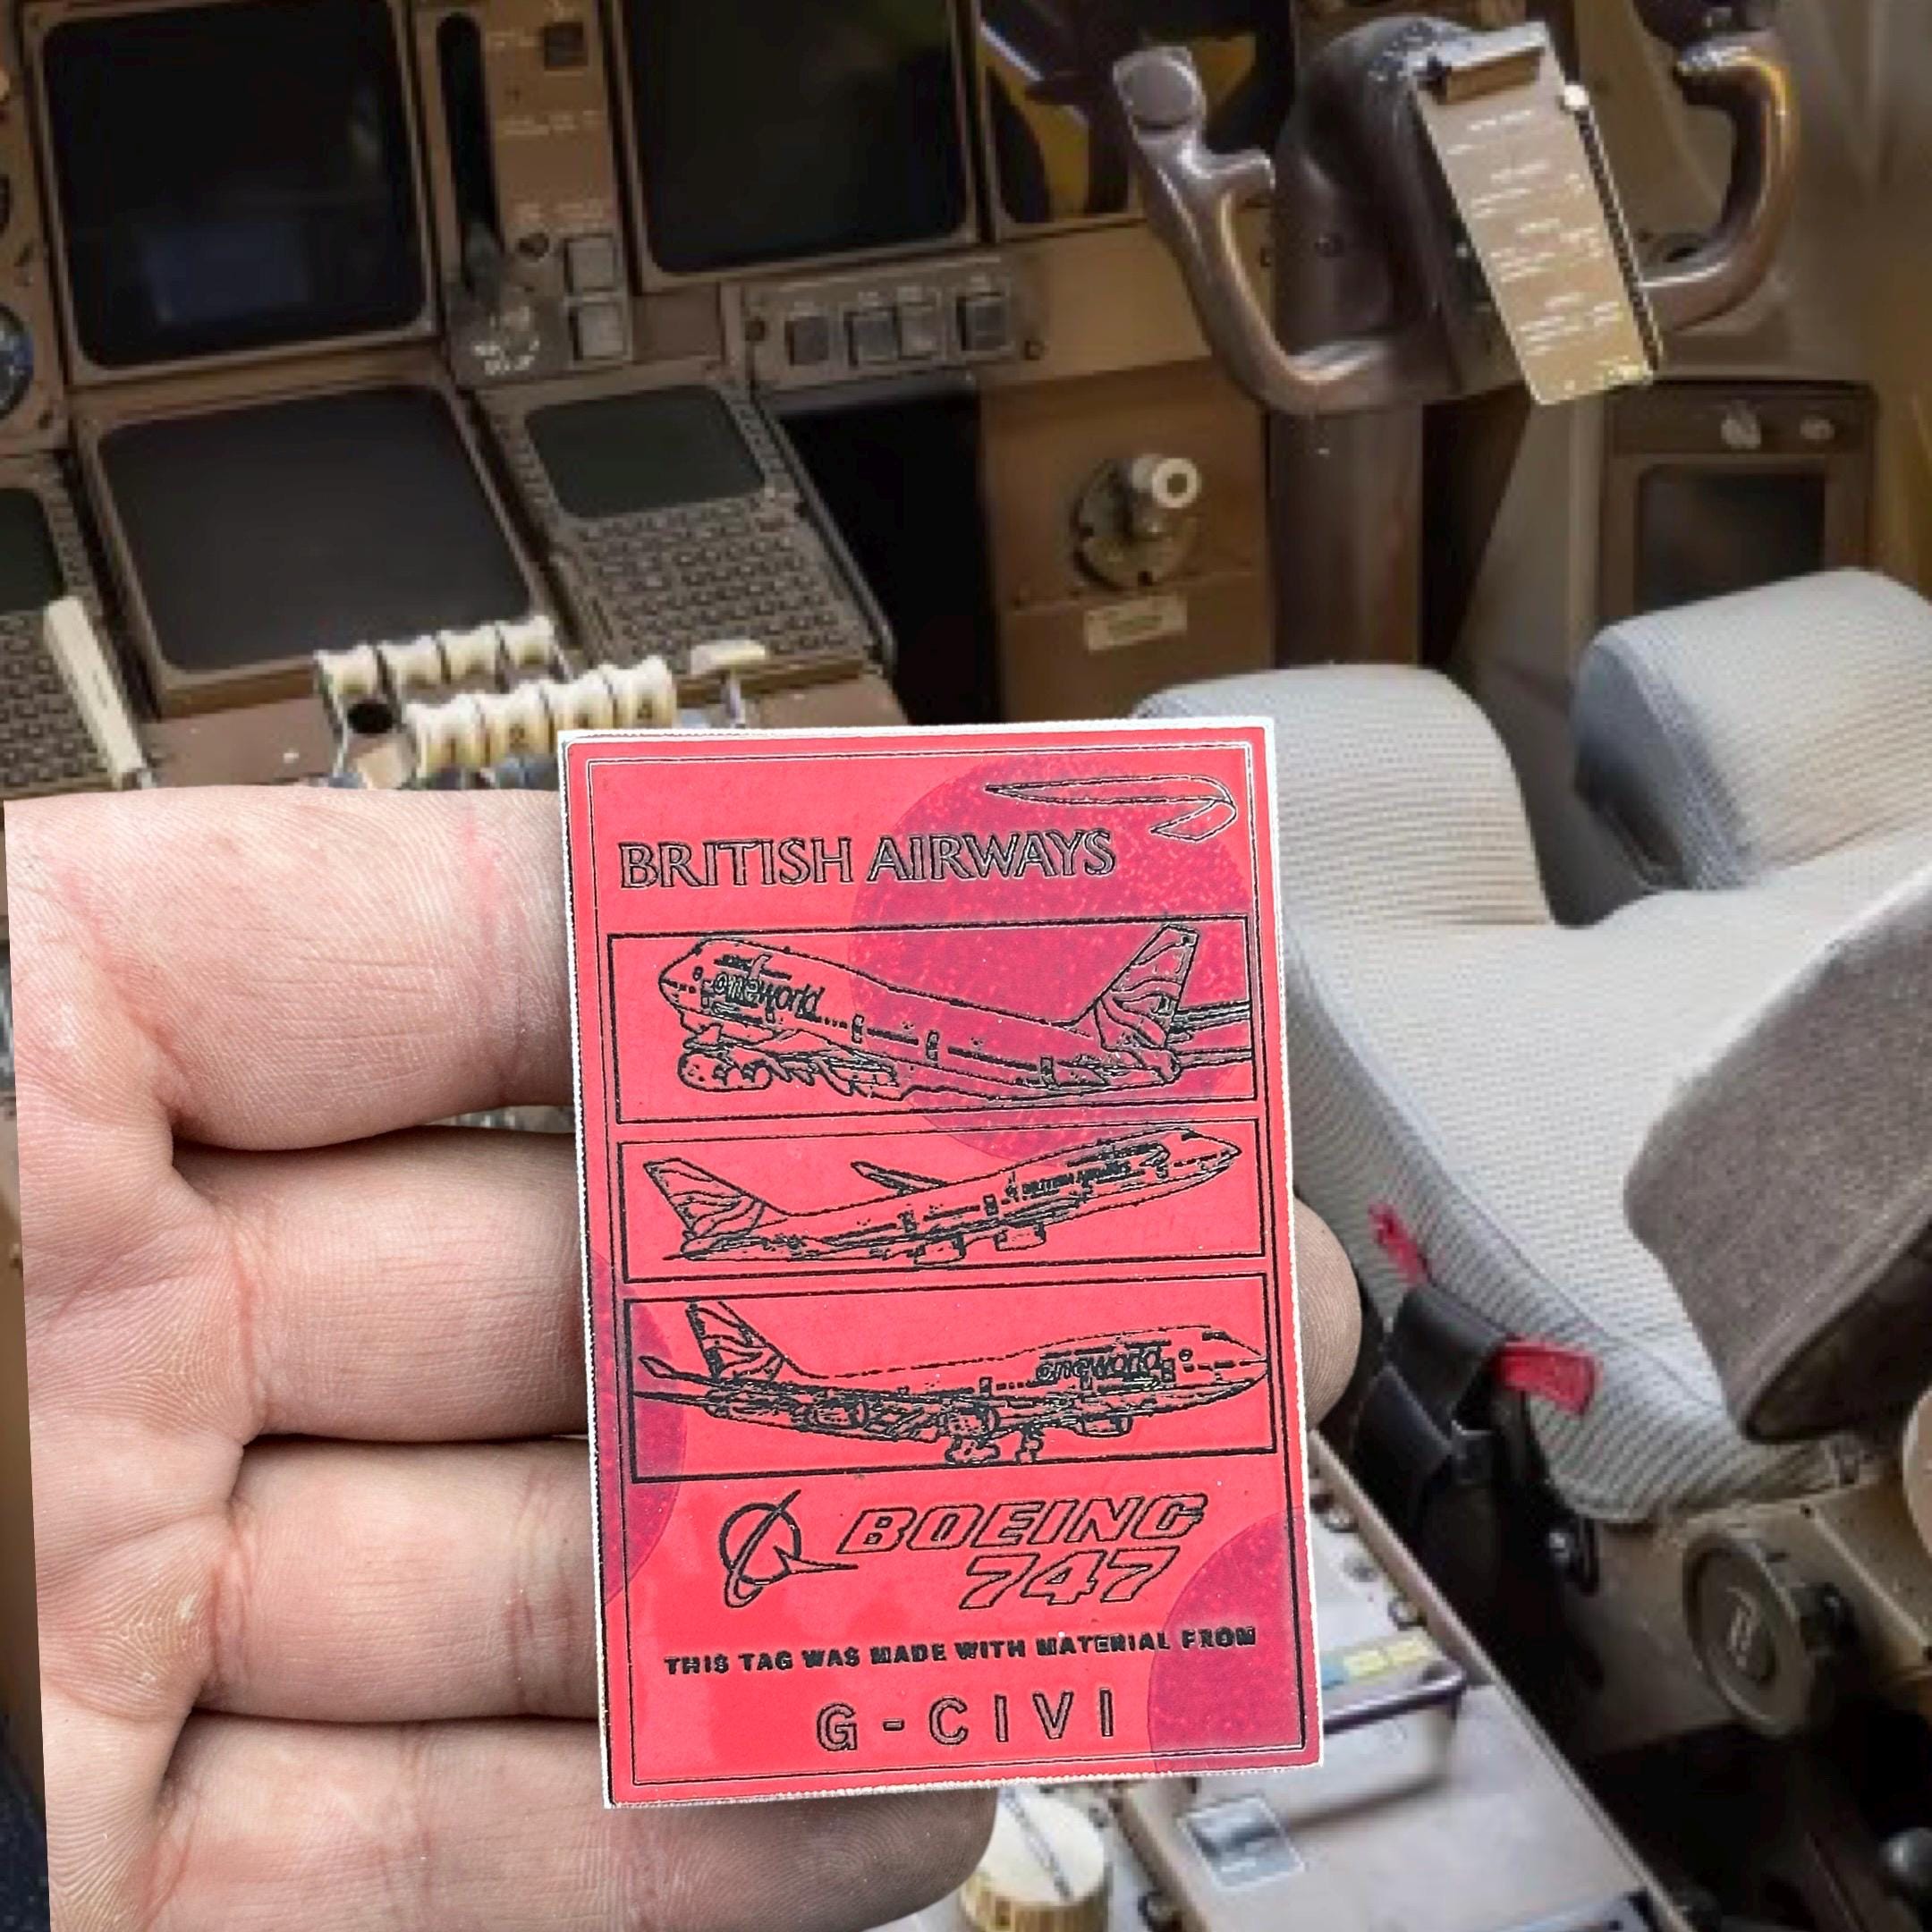 BRITISH AIRWAYS
oneworld
BRITISH AIRWAYS
oneworld
BOEING
747
THIS TAG WAS MADE WITH MATERIAL FROM
G-CIVI